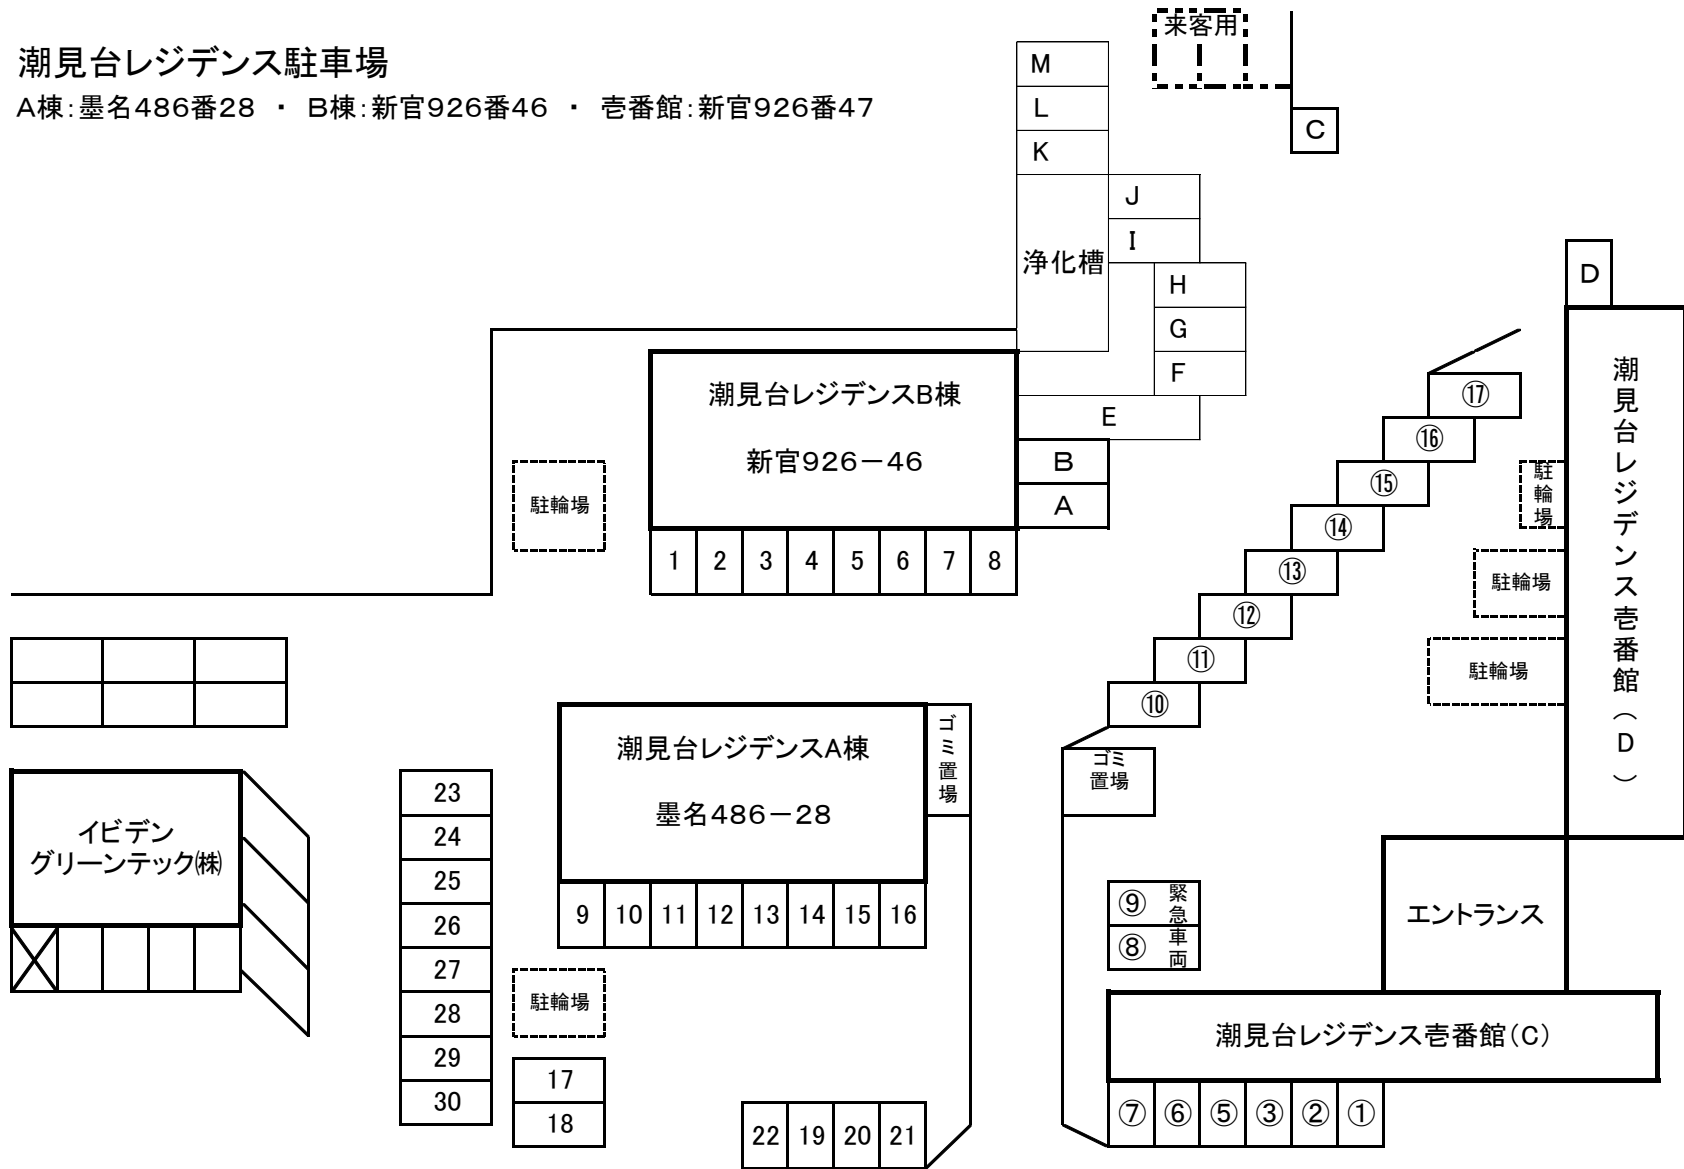 潮見台レジデンス駐車場
A棟:墨名486番28 ・ B棟:新官926番46 ・ 壱番館:新官926番47
来客用
M
L
K
C
J
I
浄化槽
H
G
F
E
B
A
D
潮見台レジデンスB棟
新官926－46
駐輪場
1 2 3 4 5 6 7 8
⑰
⑯
⑮
⑭
⑬
⑫
⑪
⑩
駐輪場
駐輪場
駐輪場
潮見台レジデンス壱番館(D)
潮見台レジデンスA棟
墨名486－28
ゴミ置場
ゴミ
置場
イビデン
グリーンテック㈱
23
24
25
26
27
28
29
30
9 10 11 12 13 14 15 16
駐輪場
17
18
22 19 20 21
⑨ 緊急
⑧ 車両
エントランス
潮見台レジデンス壱番館(C)
⑦ ⑥ ⑤ ③ ② ①